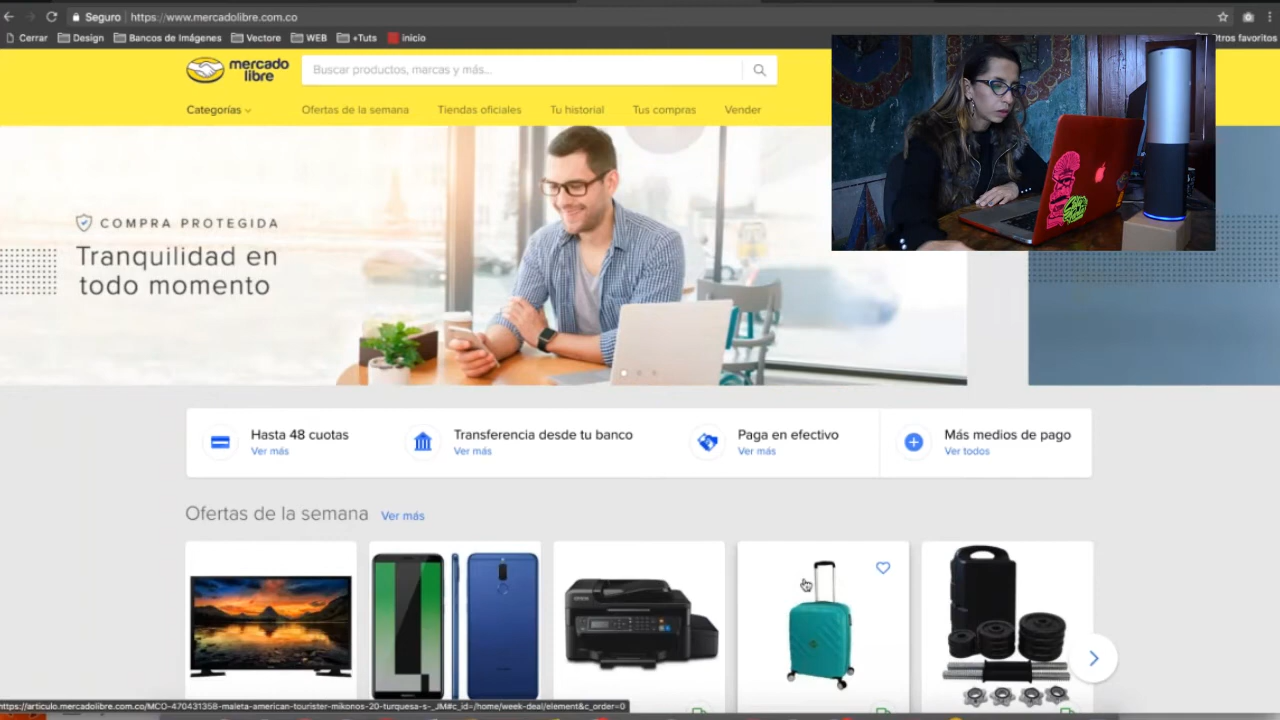 Seguro
https://www.mercadolibre.com.co
Cerrar
Design
Bancos de Imágenes
Vectore
WEB
+Tuts
Inicio
otros favoritos
mercado
libre
Buscar productos, marcas y más...
Categorías
Ofertas de la semana
Tiendas oficiales
Tu historial
Tus compras
Vender
COMPRA PROTEGIDA
Tranquilidad en
todo momento
Hasta 48 cuotas
Ver más
Transferencia desde tu banco
Ver más
Paga en efectivo
Ver más
Más medios de pago
Ver todos
Ofertas de la semana
Ver más
https://articulo.mercadolibre.com.co/MCO-470431358-maleta-american-tourister-mikonos-20-turquesa-s-_JM#c_id=/home/week-deal/element&c_order=0